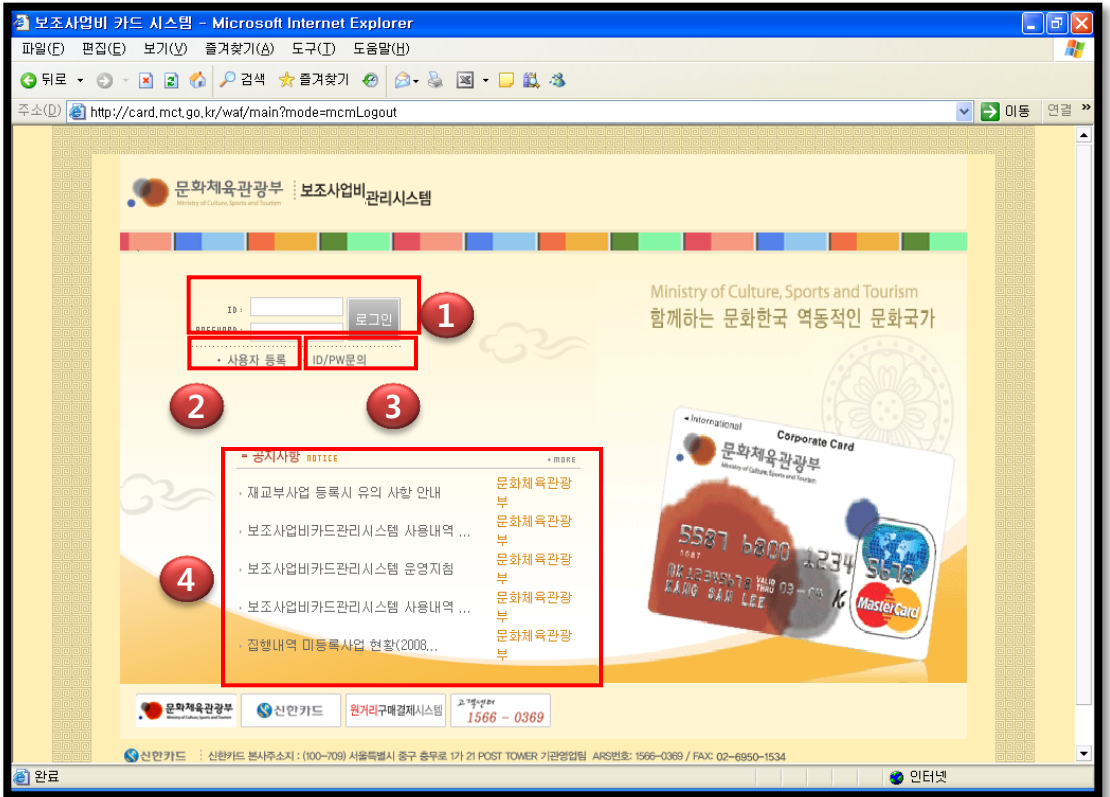 보조사업비 카드 시스템 - Microsoft Internet Explorer
파일(F) 편집(E) 보기(V) 즐겨찾기(A) 도구(T) 도움말(H)
뒤로 검색 즐겨찾기
주소(D) http://card.mct.go.kr/waf/main?mode=mcmLogout 이동 연결 »
문화체육관광부 보조사업비관리시스템
Ministry of Culture, Sports and Tourism
Ministry of Culture, Sports and Tourism
함께하는 문화한국 역동적인 문화국가
ID :
PASSWORD :
로그인
1
• 사용자 등록 ID/PW문의
2 3
International
Corporate Card
문화체육관광부
Ministry of Culture, Sports and Tourism
5587 6800 1234 5678
VALID THRU
KANG SAN LEE
MasterCard
공지사항 NOTICE + MORE
재교부사업 등록시 유의 사항 안내 문화체육관광부
보조사업비카드관리시스템 사용내역 ... 문화체육관광부
보조사업비카드관리시스템 운영지침 문화체육관광부
보조사업비카드관리시스템 사용내역 ... 문화체육관광부
집행내역 미등록사업 현황(2008... 문화체육관광부
4
문화체육관광부 신한카드 원거리구매결제시스템 고객센터
1566 - 0369
신한카드 신한카드 본사주소지 : (100-709) 서울특별시 중구 충무로 1가 21 POST TOWER 기관영업팀 ARS번호: 1566-0369 / FAX: 02-6950-1534
완료 인터넷